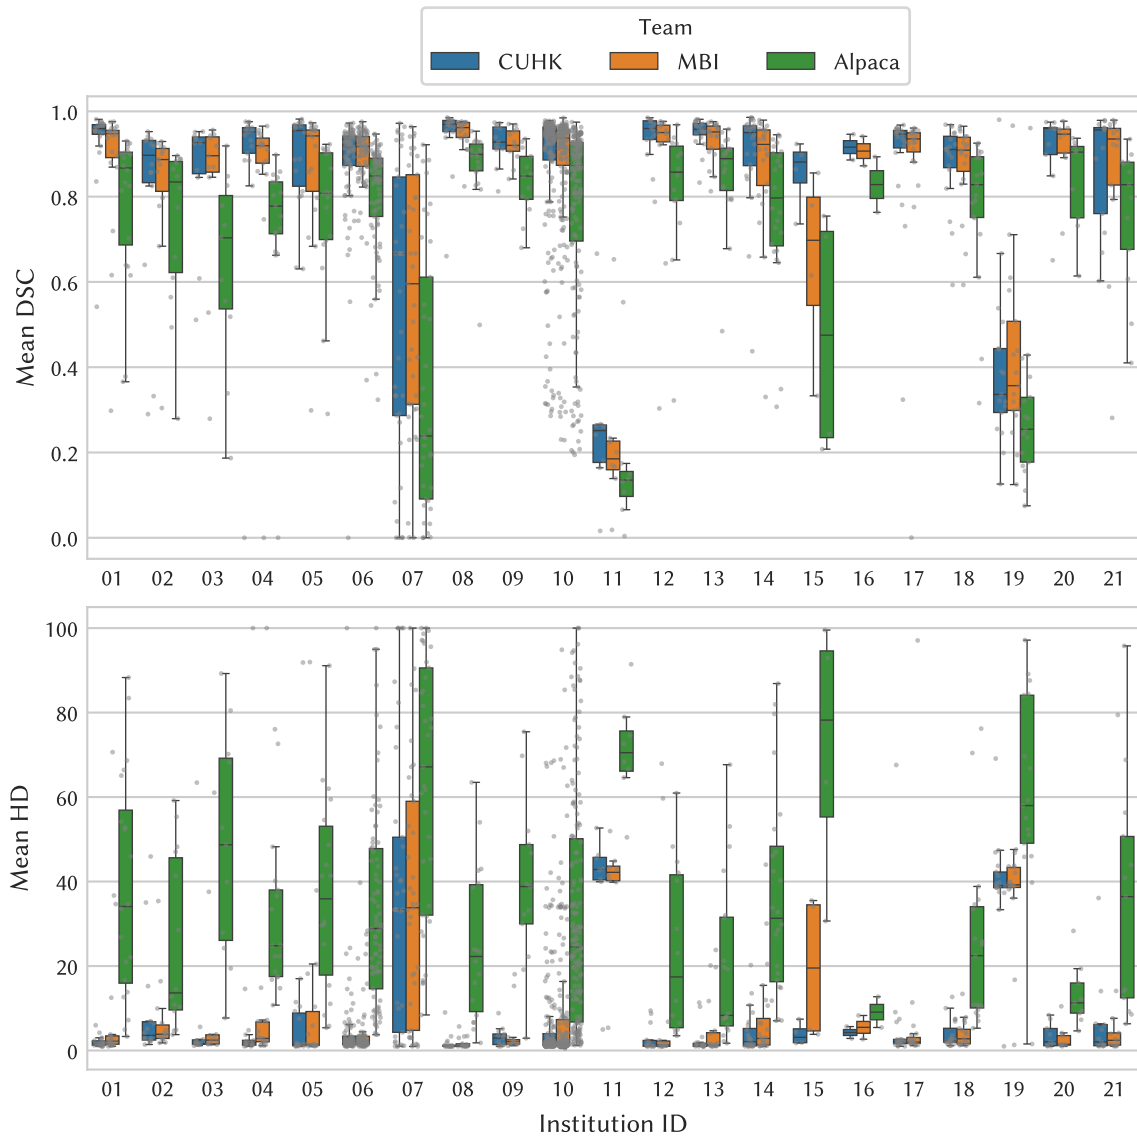 Team
CUHK MBI Alpaca
Mean DSC
1.0
0.8
0.6
0.4
0.2
0.0
01 02 03 04 05 06 07 08 09 10 11 12 13 14 15 16 17 18 19 20 21
Mean HD
100
80
60
40
20
0
01 02 03 04 05 06 07 08 09 10 11 12 13 14 15 16 17 18 19 20 21
Institution ID